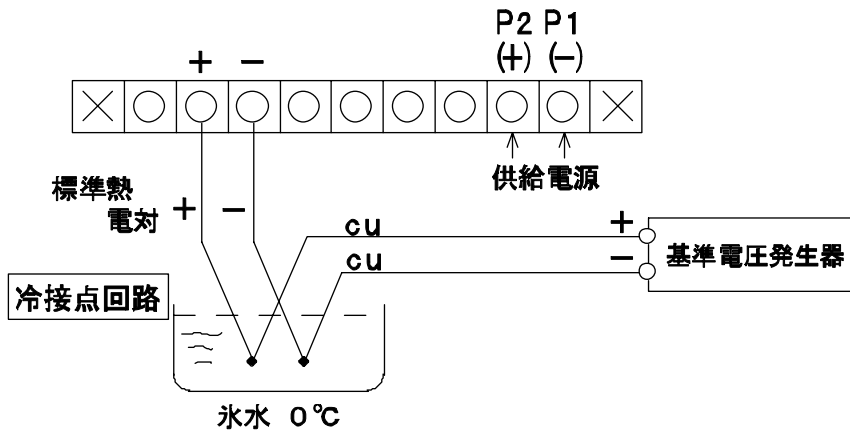 P2 P1
(+) (-)
+ -
供給電源
標準熱
電対
+ -
cu
+
基準電圧発生器
cu
-
冷接点回路
氷水 0℃